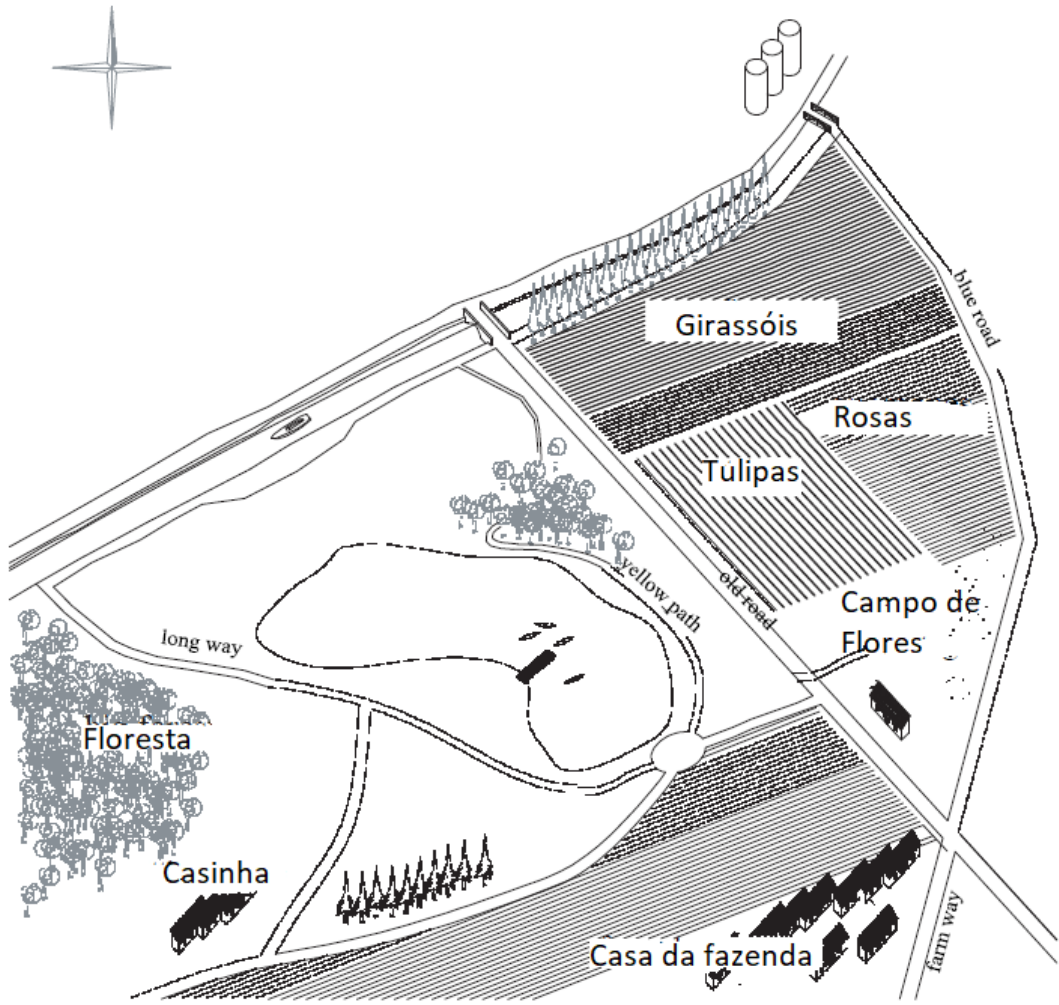 blue road
Girassóis
Rosas
Tulipas
yellow path
old road
Campo de
Flores
long way
Floresta
Casinha
Casa da fazenda
farm way